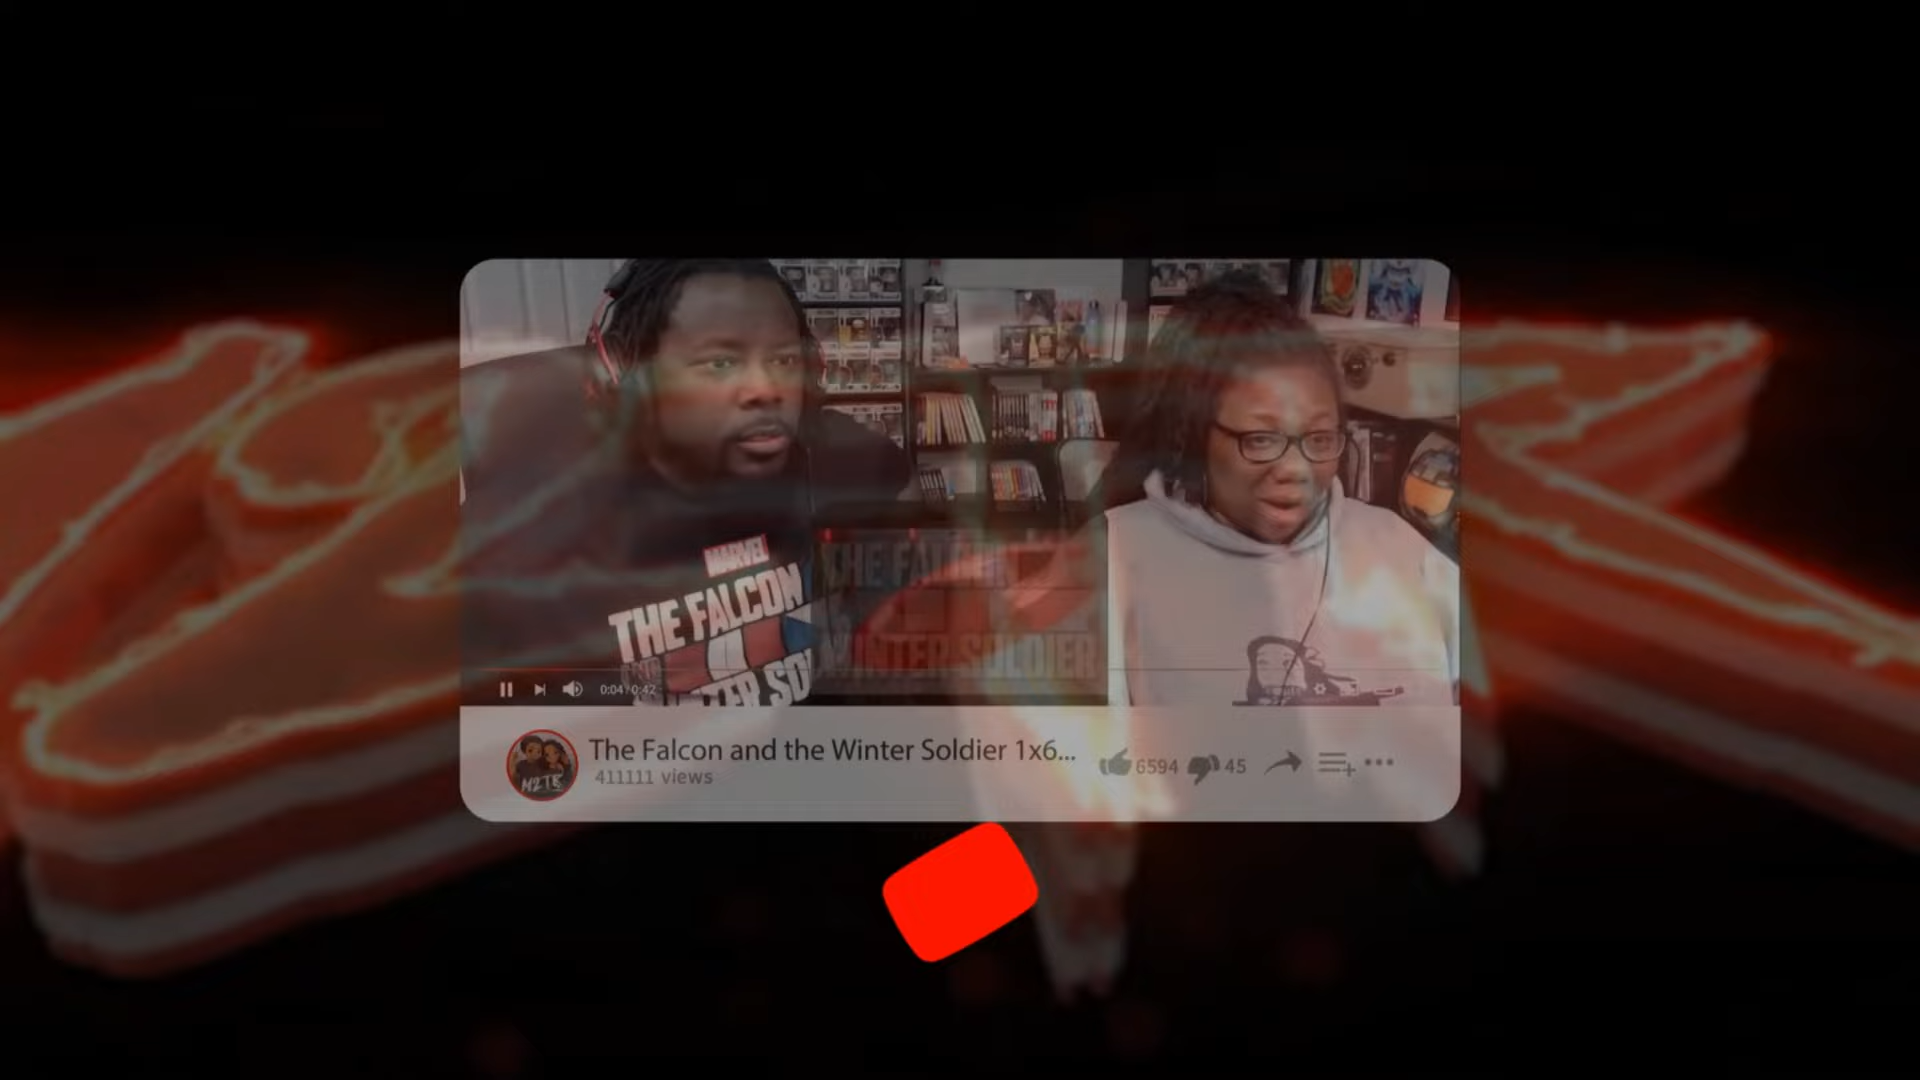 MARVEL
THE FALCON
THE FALCON
WINTER SOLDIER
0:04/0:42
M2TB
The Falcon and the Winter Soldier 1x6...
411111 views
6594
45